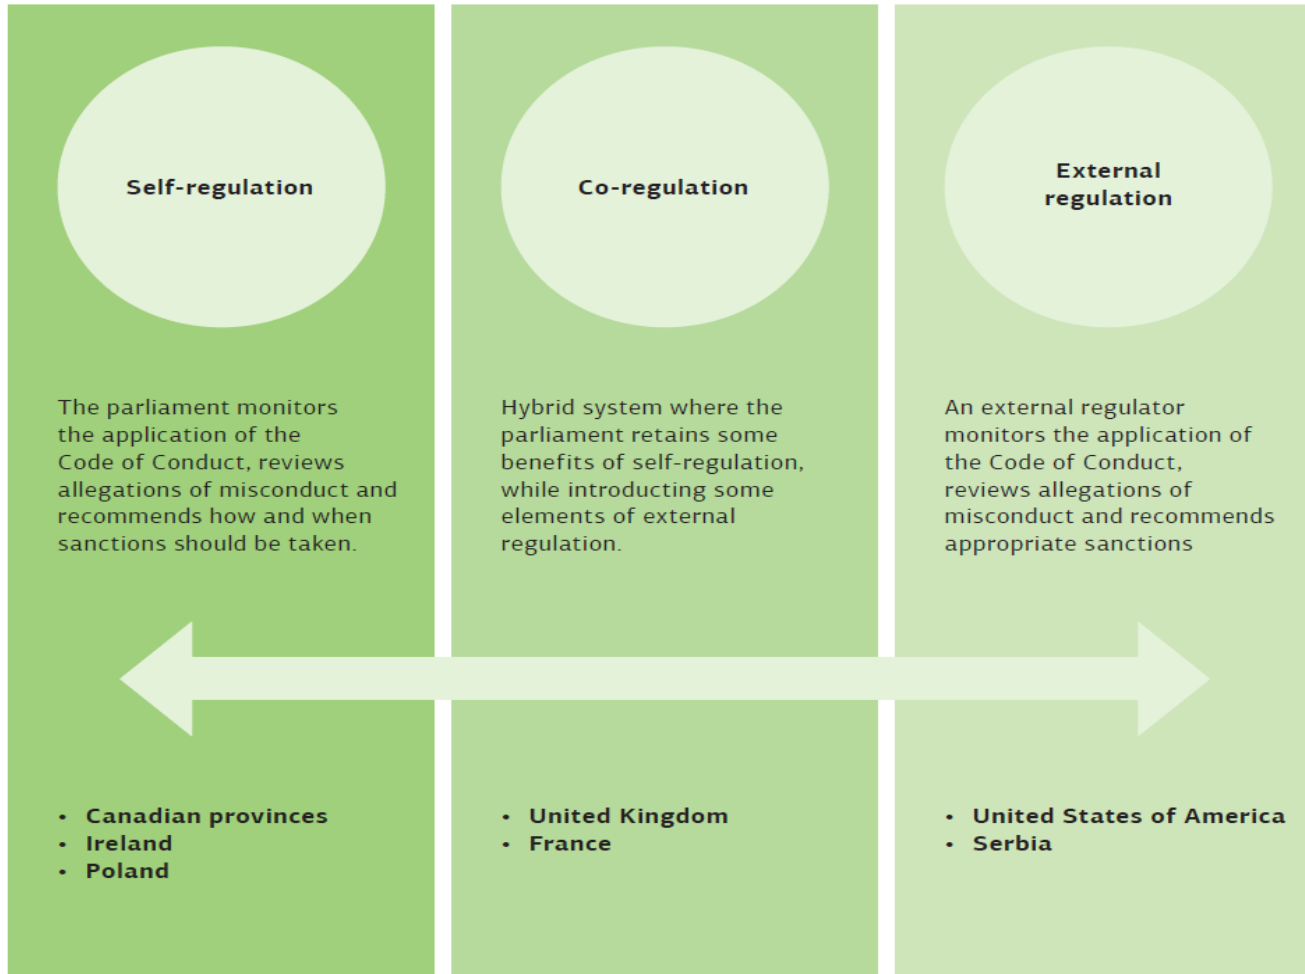 Self-regulation
The parliament monitors
the application of the
Code of Conduct, reviews
allegations of misconduct and
recommends how and when
sanctions should be taken.
• Canadian provinces
• Ireland
• Poland
Co-regulation
Hybrid system where the
parliament retains some
benefits of self-regulation,
while introducting some
elements of external
regulation.
• United Kingdom
• France
External
regulation
An external regulator
monitors the application of
the Code of Conduct,
reviews allegations of
misconduct and recommends
appropriate sanctions
• United States of America
• Serbia